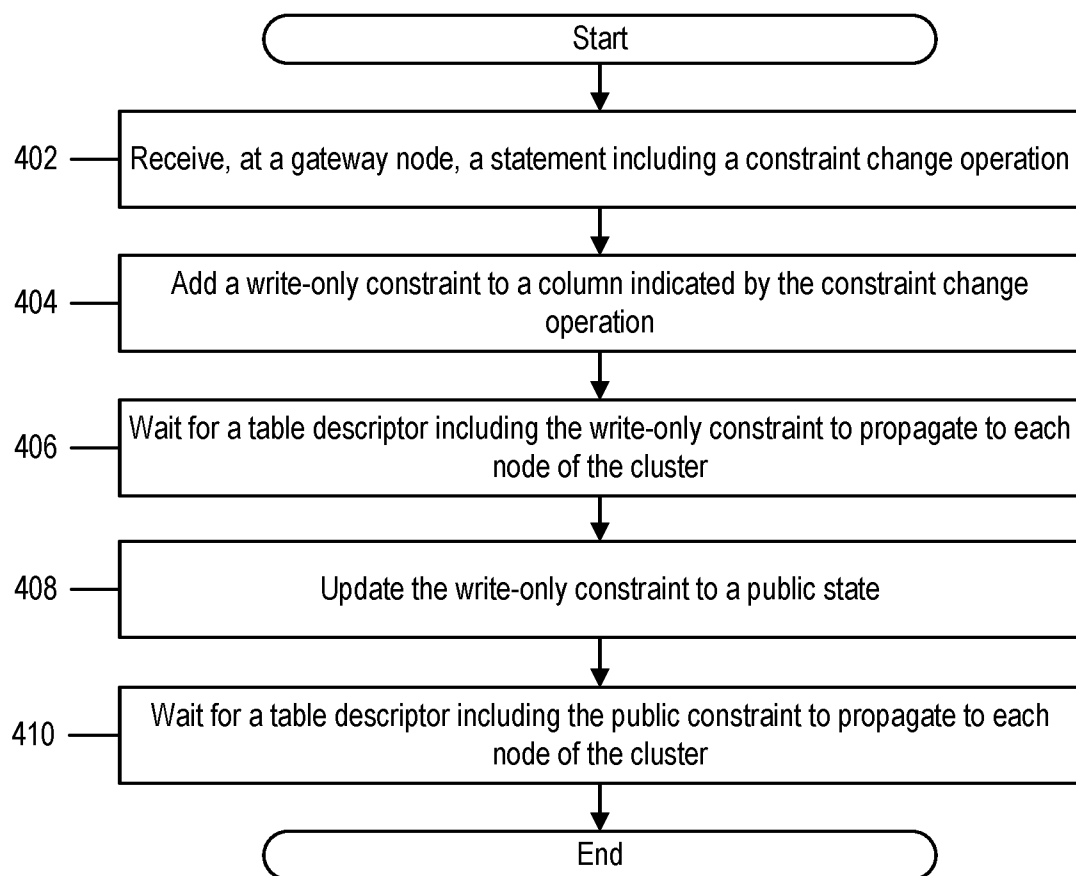 Start
402
Receive, at a gateway node, a statement including a constraint change operation
404
Add a write-only constraint to a column indicated by the constraint change
operation
406
Wait for a table descriptor including the write-only constraint to propagate to each
node of the cluster
408
Update the write-only constraint to a public state
410
Wait for a table descriptor including the public constraint to propagate to each
node of the cluster
End